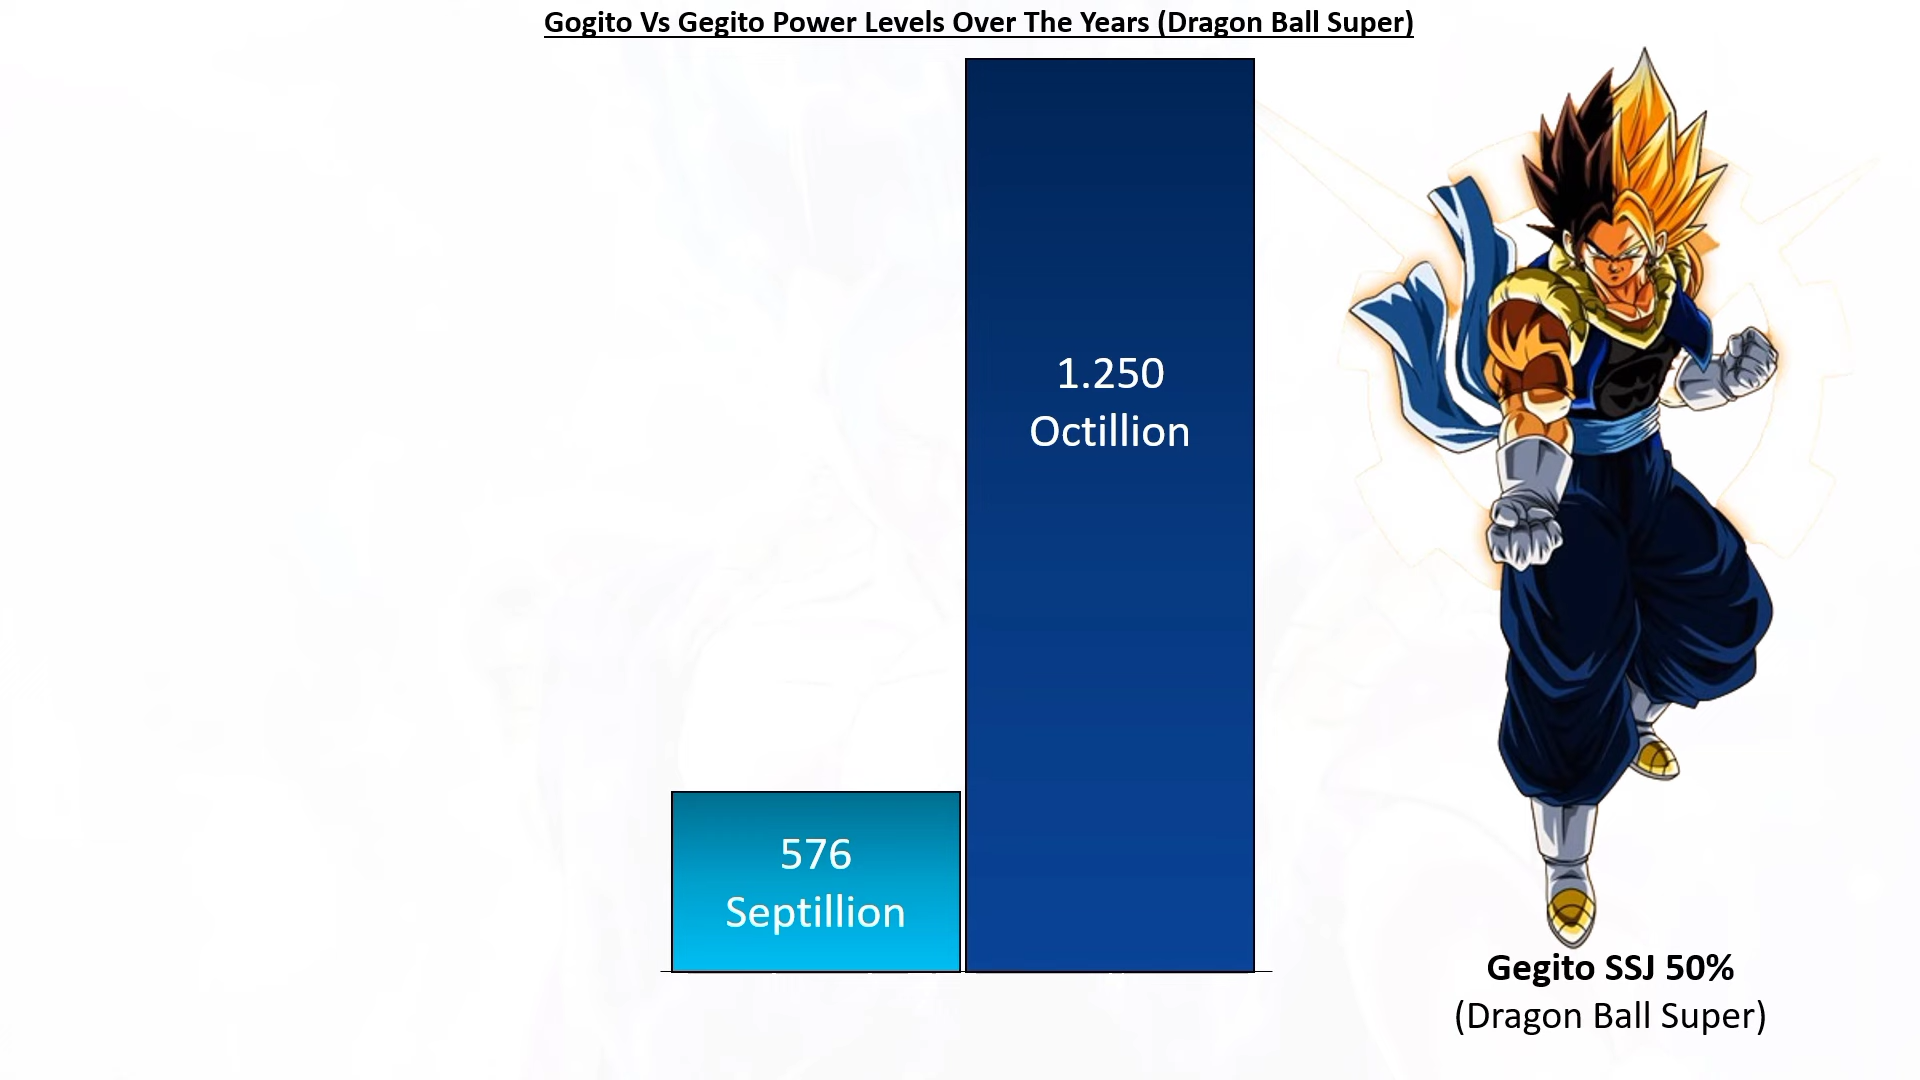 Gogito Vs Gegito Power Levels Over The Years (Dragon Ball Super)
1.250
Octillion
576
Septillion
Gegito SSJ 50%
(Dragon Ball Super)